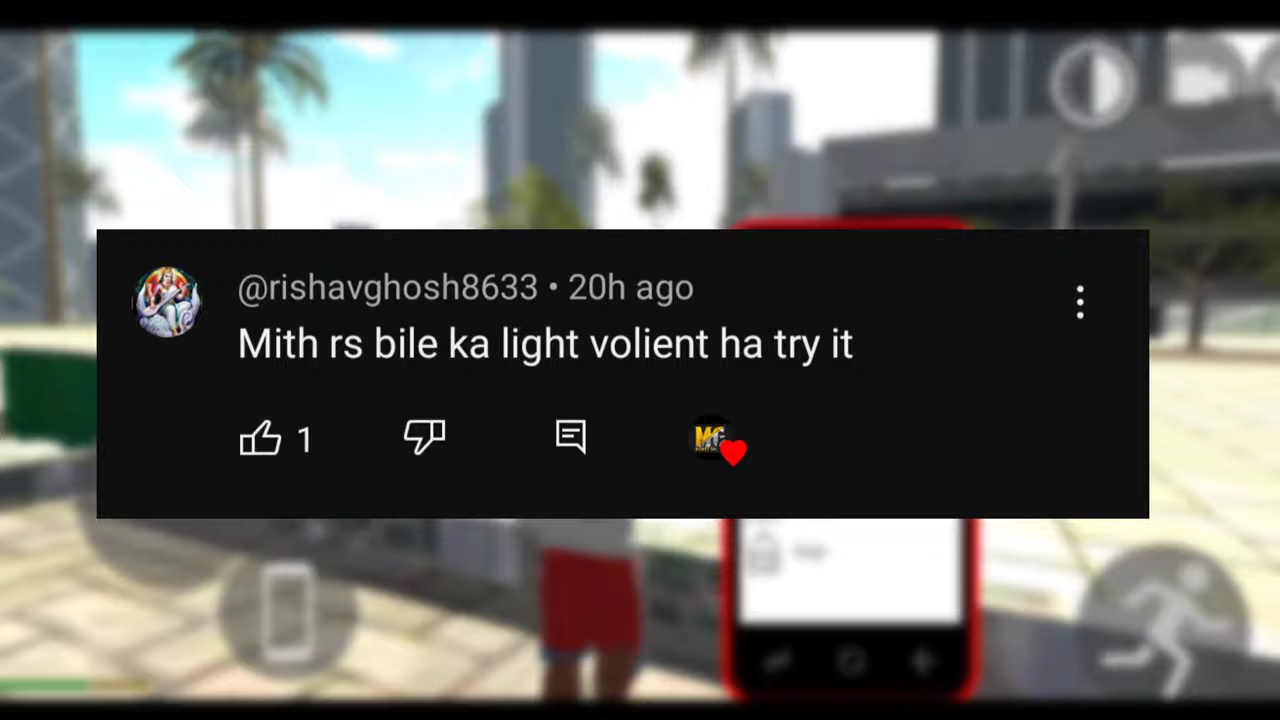 @rishavghosh8633 • 20h ago
Mith rs bile ka light volient ha try it
1